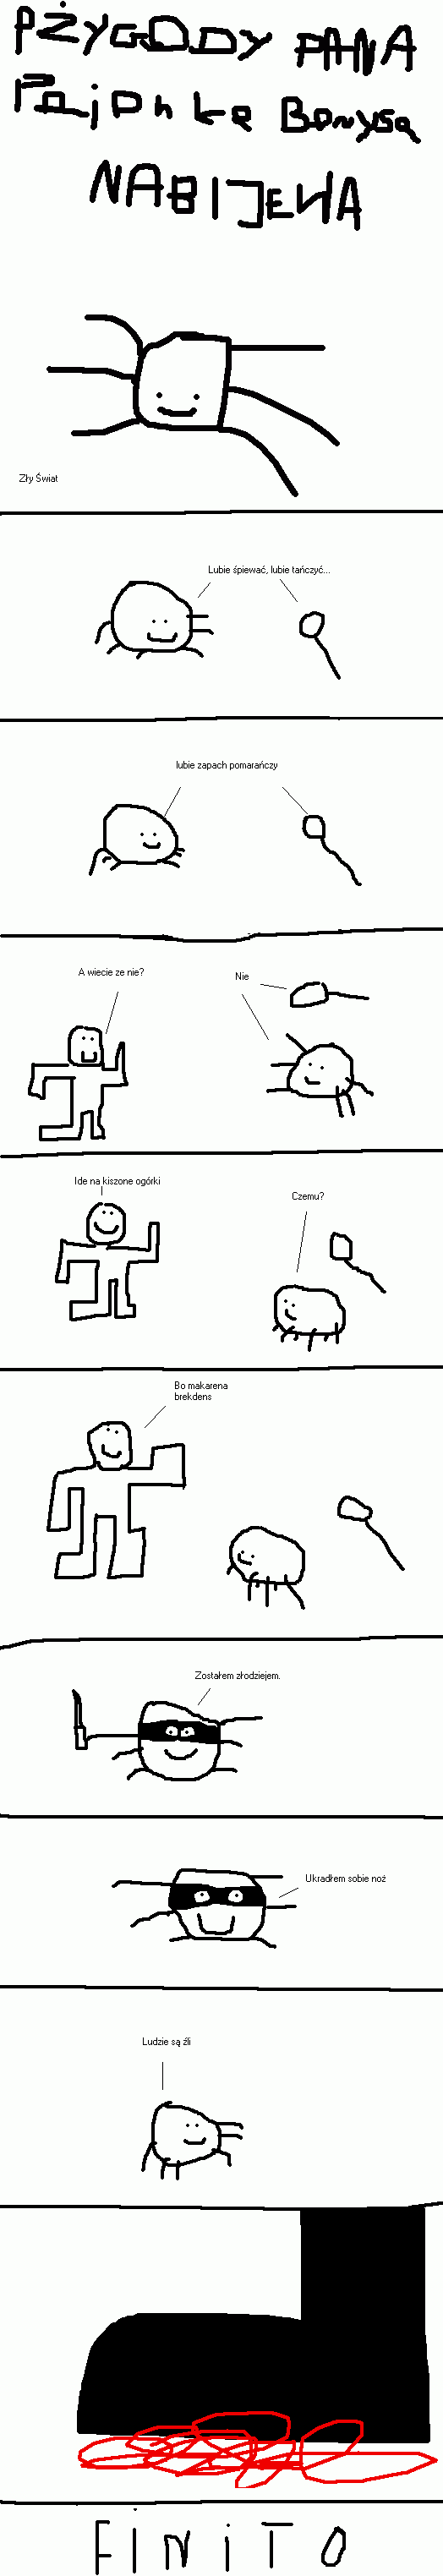 PŻYGODY PANA
Pajonka Bonusa
NABIJEWA
Zły Świat
Lubie śpiewać, lubie tańczyć...
lubie zapach pomarańczy
A wiecie ze nie?
Nie
Ide na kiszone ogórki
Czemu?
Bo makarena
brekdens
Zostałem złodziejem.
Ukradłem sobie noż
Ludzie są źli
FINITO